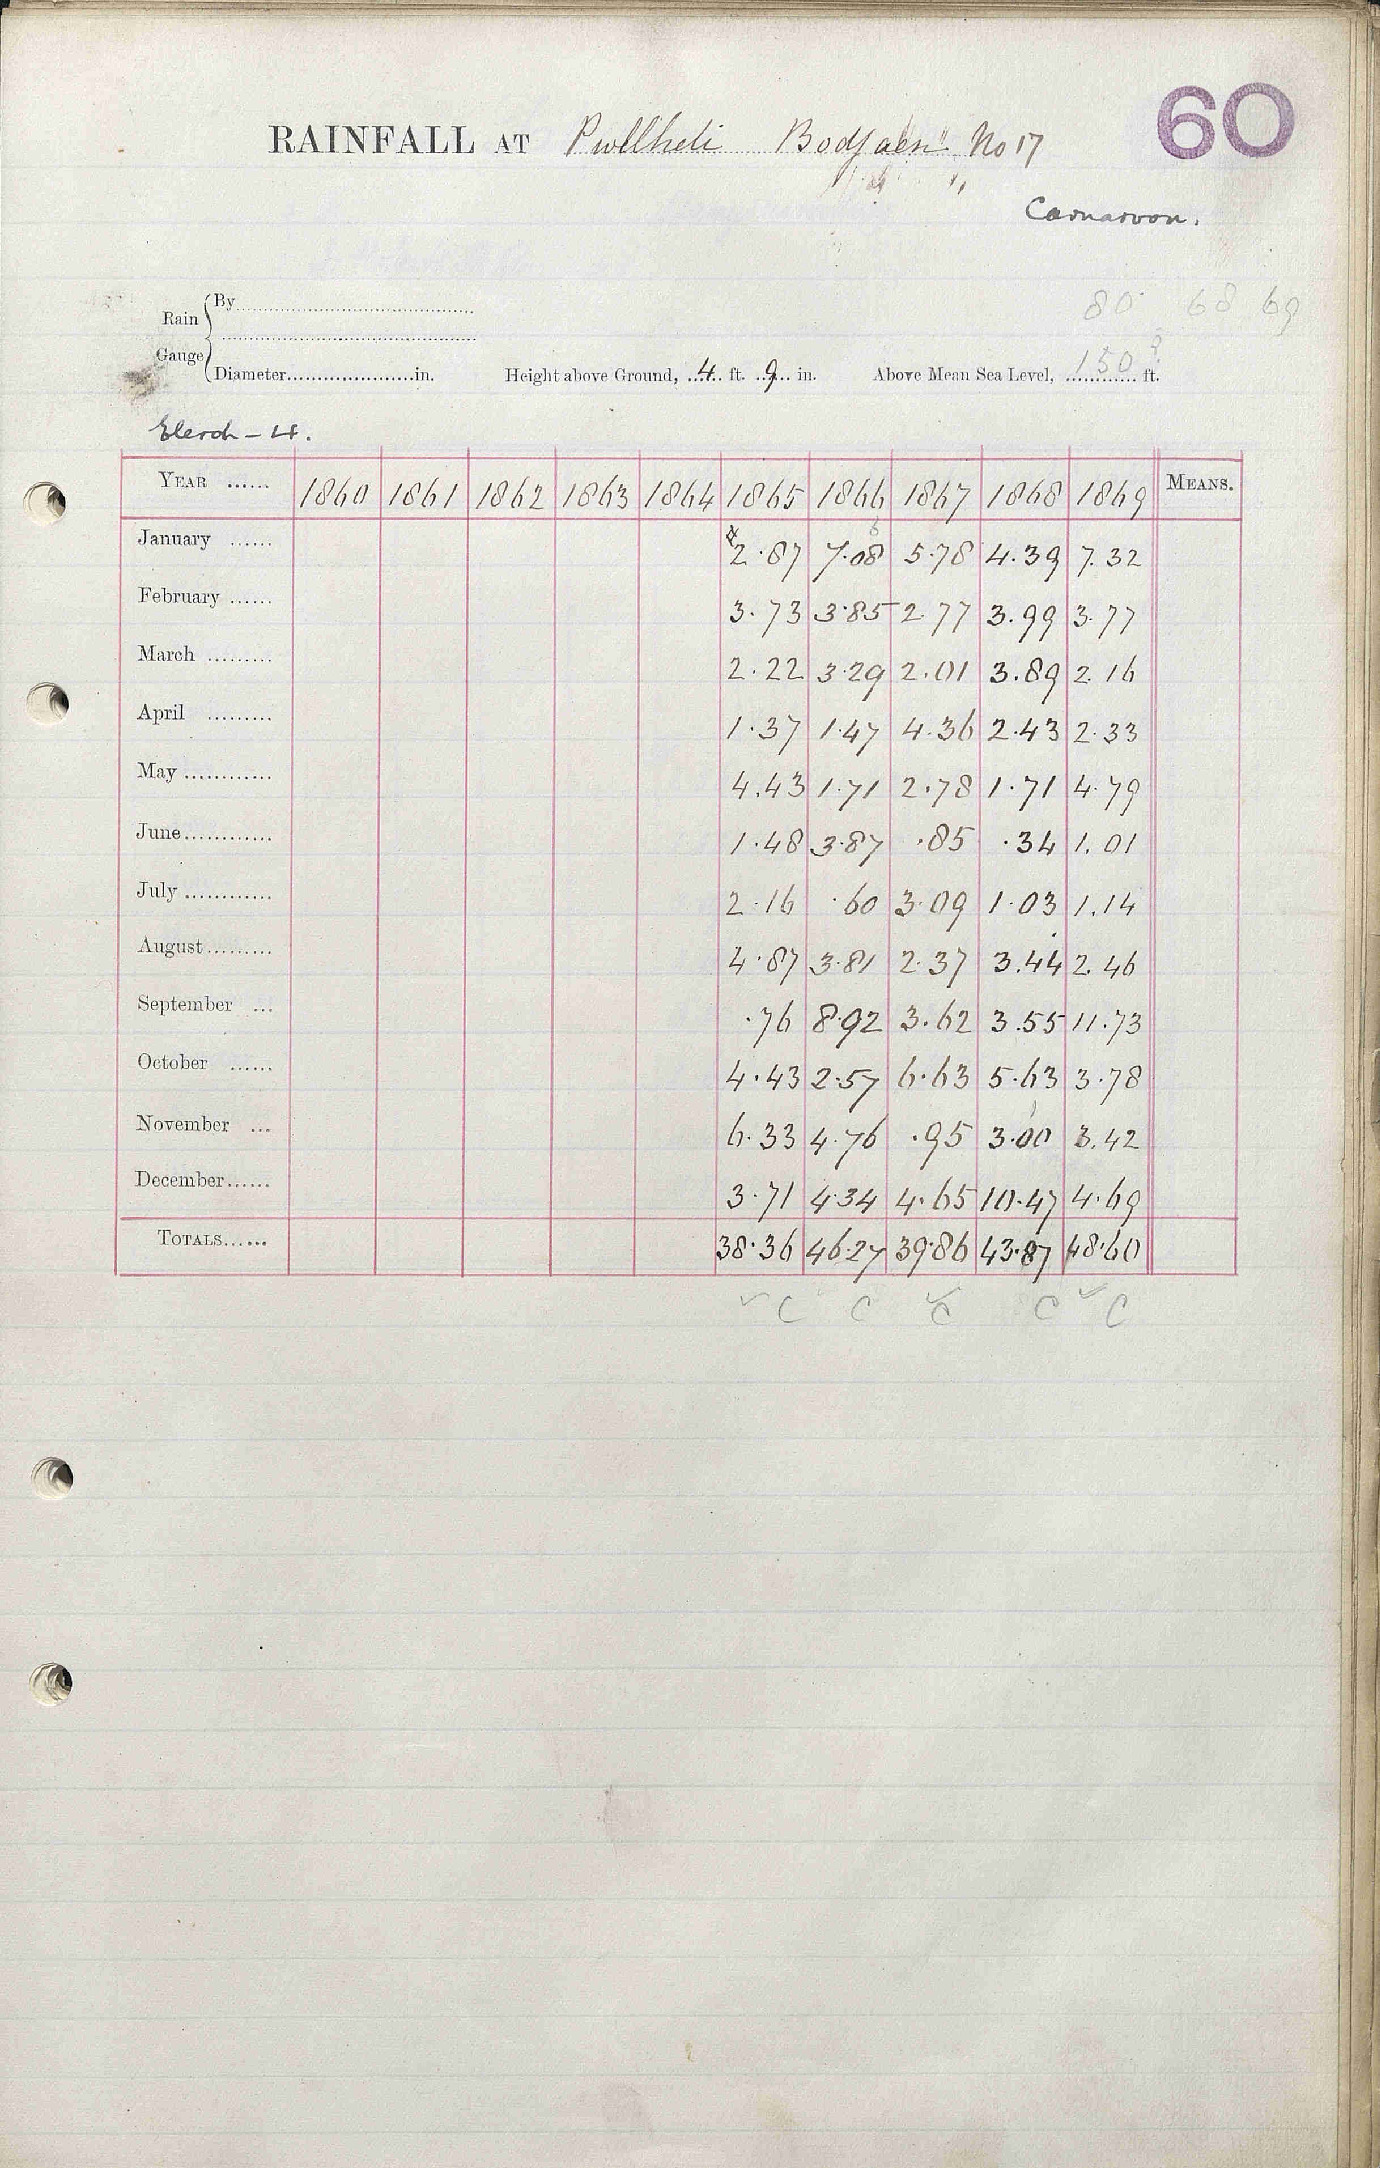 60
RAINFALL AT Pwllheli Bodfaen No 17
Carnarvon.
80 68 69
Rain Gauge
By
Diameter in. Height above Ground, 4 ft. 9 in. Above Mean Sea Level, 150? ft.
Elerch - 4.
YEAR 1860 1861 1862 1863 1864 1865 1866 1867 1868 1869 MEANS.
January 2.87 7.08 5.78 4.39 7.32
February 3.73 3.85 2.77 3.99 3.77
March 2.22 3.29 2.01 3.89 2.16
April 1.37 1.47 4.36 2.43 2.33
May 4.43 1.71 2.78 1.71 4.79
June 1.48 3.87 .85 .34 1.01
July 2.16 .60 3.09 1.03 1.14
August 4.87 3.81 2.37 3.44 2.46
September .76 8.92 3.62 3.55 11.73
October 4.43 2.57 6.63 5.63 3.78
November 6.33 4.76 .95 3.00 3.42
December 3.71 4.34 4.65 10.47 4.69
TOTALS 38.36 46.27 39.86 43.87 48.60
✓ C C ✓ C C ✓ C